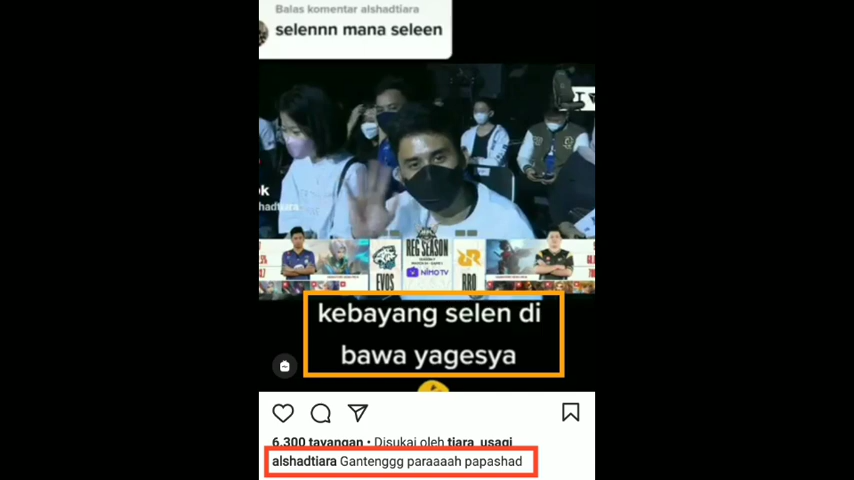 Balas komentar alshadtiara
selennn mana seleen
REG SEASON
NIMO TV
EVOS
RRQ
kebayang selen di
bawa yagesya
6.300 tayangan • Disukai oleh tiara_usagi
alshadtiara Gantenggg paraaaah papashad